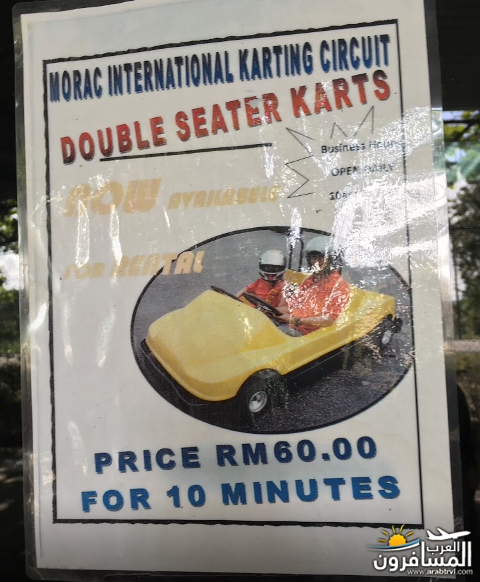 MORAC INTERNATIONAL KARTING CIRCUIT
DOUBLE SEATER KARTS
Business Hour
OPEN DAILY
NOW AVAILABLE
FOR RENTAL
PRICE RM60.00
FOR 10 MINUTES
العرب
المسافرون
www.arabtrvl.com